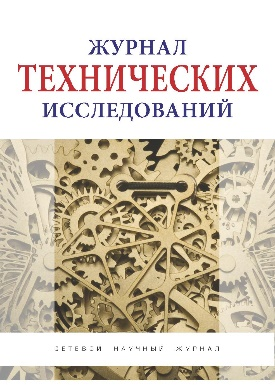 ЖУРНАЛ
ТЕХНИЧЕСКИХ
ИССЛЕДОВАНИЙ
СЕТЕВОЙ НАУЧНЫЙ ЖУРНАЛ